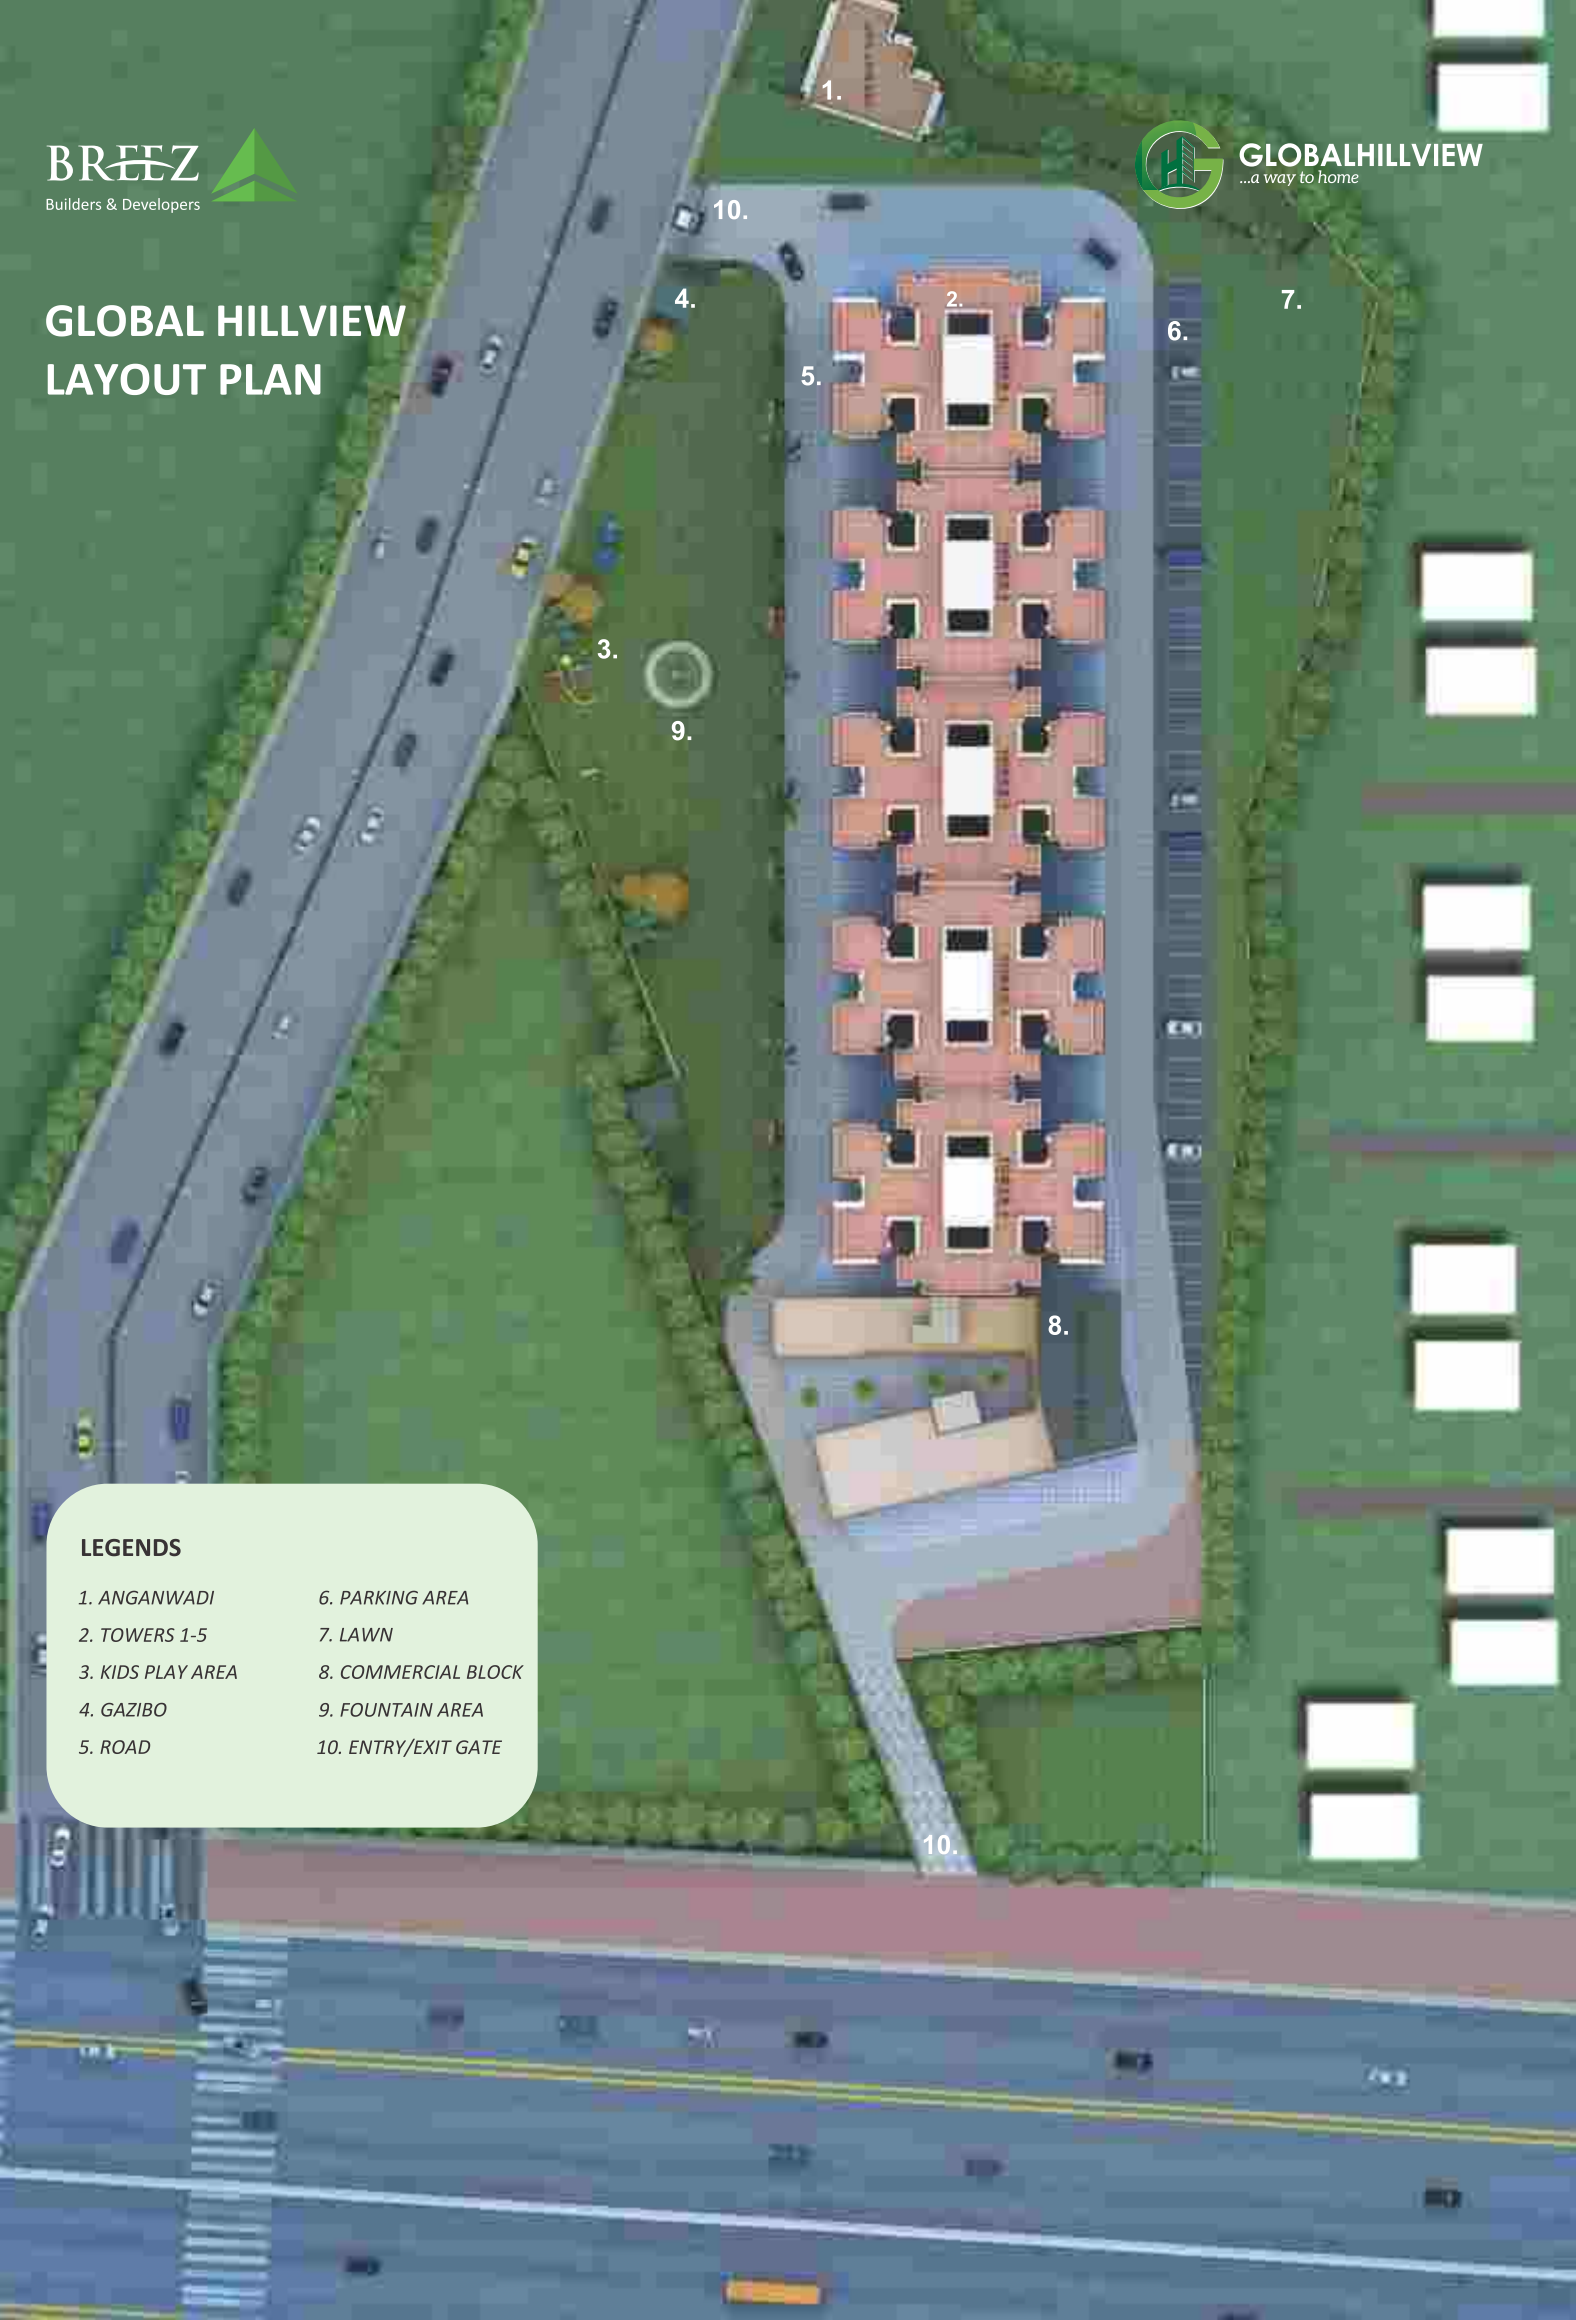 1.
BREEZ
Builders & Developers
GLOBALHILLVIEW
...a way to home
10.
4.
2.
7.
GLOBAL HILLVIEW
LAYOUT PLAN
6.
5.
3.
9.
8.
LEGENDS
1. ANGANWADI
2. TOWERS 1-5
3. KIDS PLAY AREA
4. GAZIBO
5. ROAD
6. PARKING AREA
7. LAWN
8. COMMERCIAL BLOCK
9. FOUNTAIN AREA
10. ENTRY/EXIT GATE
10.